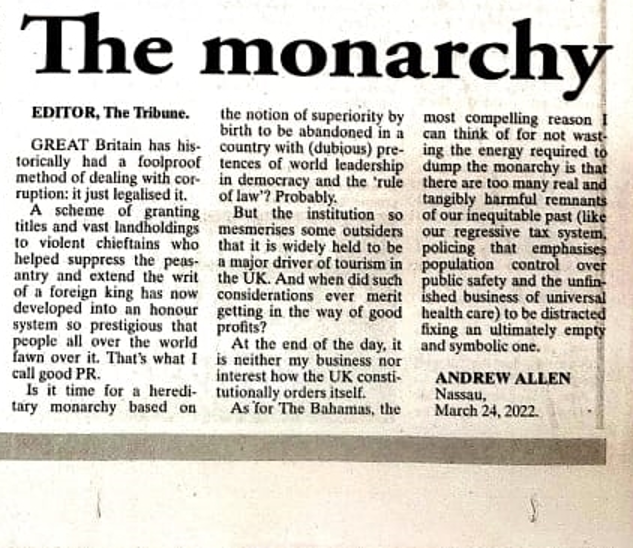 The monarchy
EDITOR, The Tribune.
GREAT Britain has his-
torically had a foolproof
method of dealing with cor-
ruption: it just legalised it.
A scheme of granting
titles and vast landholdings
to violent chieftains who
helped suppress the peas-
antry and extend the writ
of a foreign king has now
developed into an honour
system so prestigious that
people all over the world
fawn over it. That's what I
call good PR.
Is it time for a heredi-
tary monarchy based on
the notion of superiority by
birth to be abandoned in a
country with (dubious) pre-
tences of world leadership
in democracy and the 'rule
of law'? Probably.
But the institution so
mesmerises some outsiders
that it is widely held to be
a major driver of tourism in
the UK. And when did such
considerations ever merit
getting in the way of good
profits?
At the end of the day, it
is neither my business nor
interest how the UK consti-
tutionally orders itself.
As for The Bahamas, the
most compelling reason I
can think of for not wast-
ing the energy required to
dump the monarchy is that
there are too many real and
tangibly harmful remnants
of our inequitable past (like
our regressive tax system,
policing that emphasises
population control over
public safety and the unfin-
ished business of universal
health care) to be distracted
fixing an ultimately empty
and symbolic one.
ANDREW ALLEN
Nassau,
March 24, 2022.